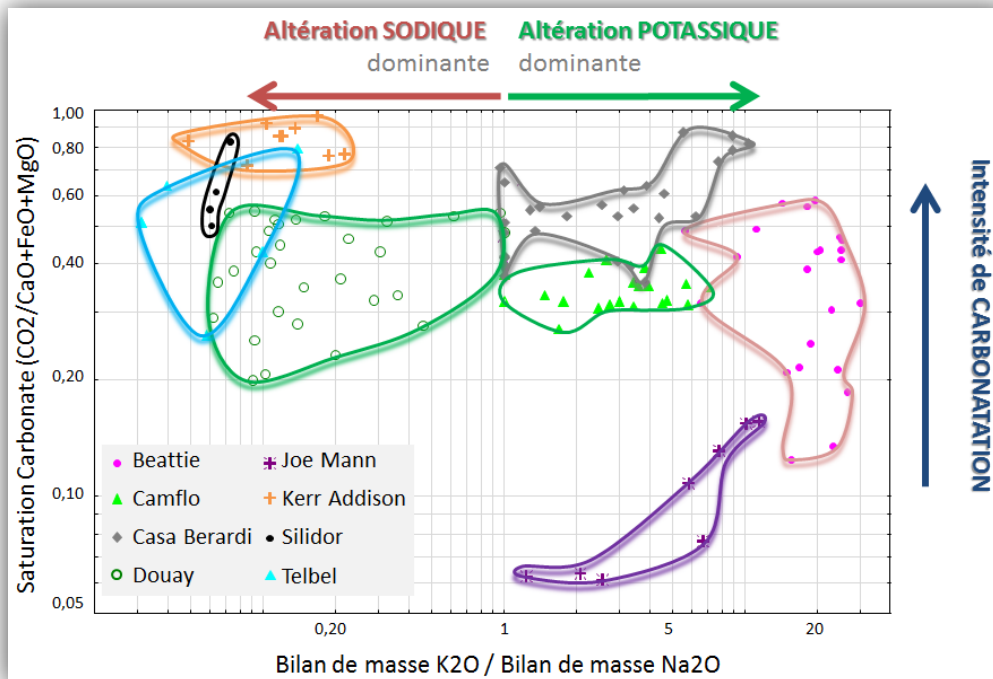 Altération SODIQUE
dominante
Altération POTASSIQUE
dominante
Saturation Carbonate (CO2/CaO+FeO+MgO)
1,00
0,80
0,60
0,40
0,20
0,10
0,05
Intensité de CARBONATATION
Beattie
Joe Mann
Camflo
Kerr Addison
Casa Berardi
Silidor
Douay
Telbel
0,20
1
5
20
Bilan de masse K2O / Bilan de masse Na2O